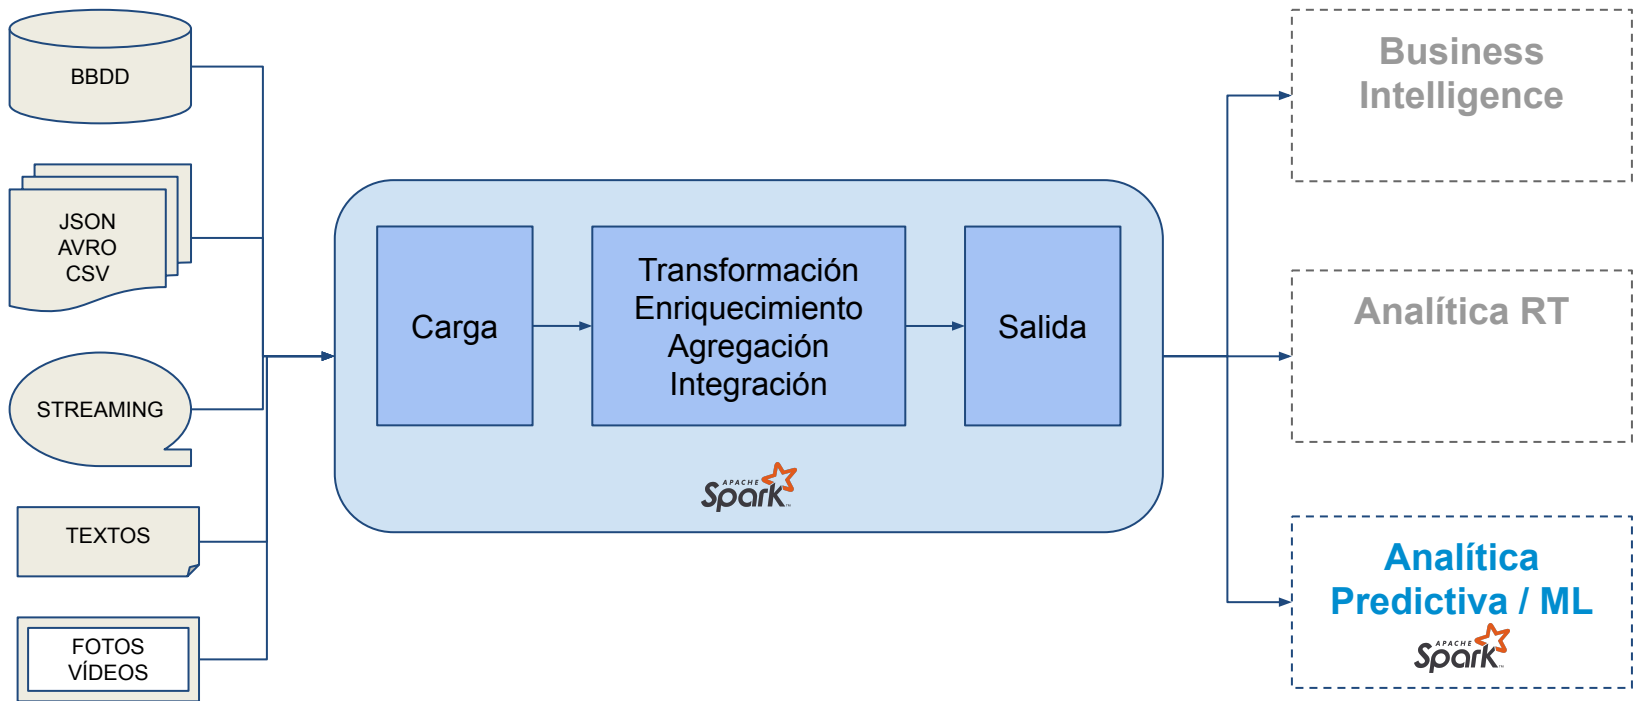 BBDD
JSON
AVRO
CSV
STREAMING
TEXTOS
FOTOS
VÍDEOS
Carga
Transformación
Enriquecimiento
Agregación
Integración
Salida
APACHE
Spark
Business
Intelligence
Analítica RT
Analítica
Predictiva / ML
APACHE
Spark